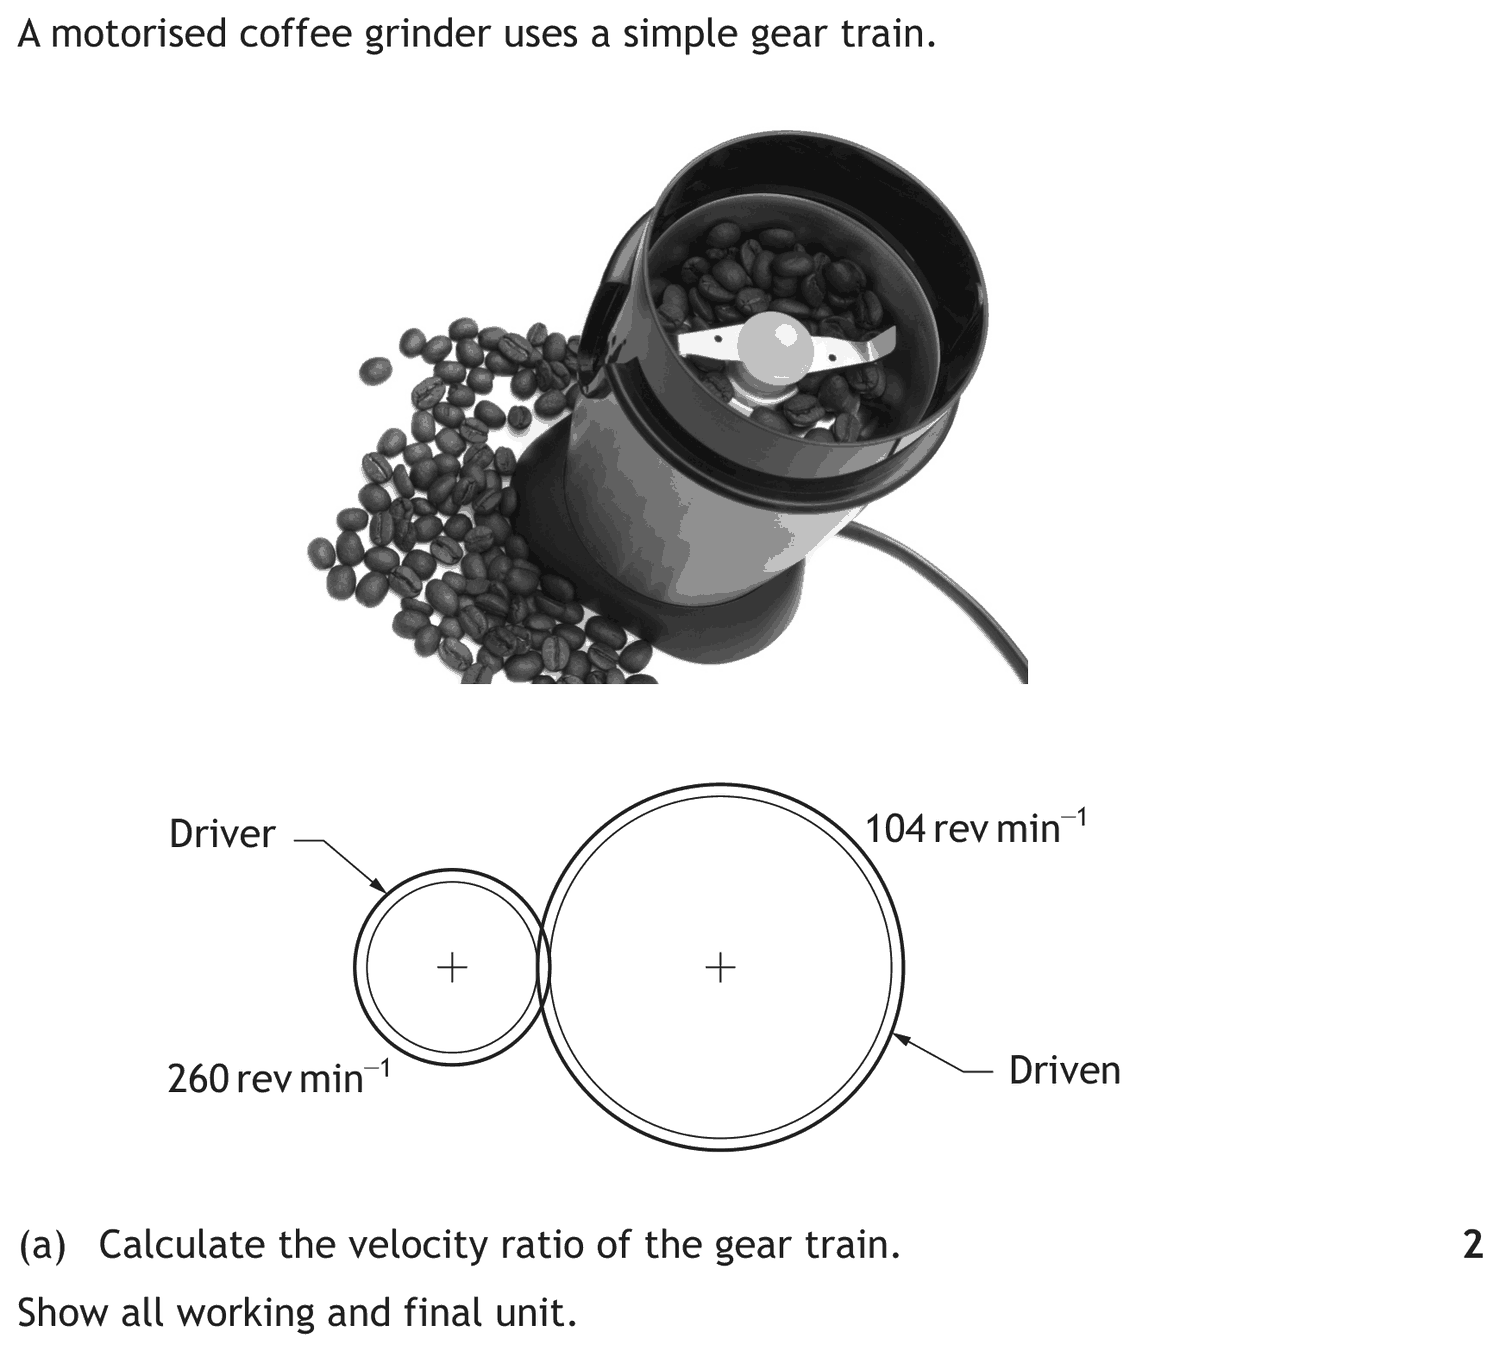 A motorised coffee grinder uses a simple gear train.
Driver
104 rev min⁻¹
260 rev min⁻¹
Driven
(a) Calculate the velocity ratio of the gear train. 2
Show all working and final unit.